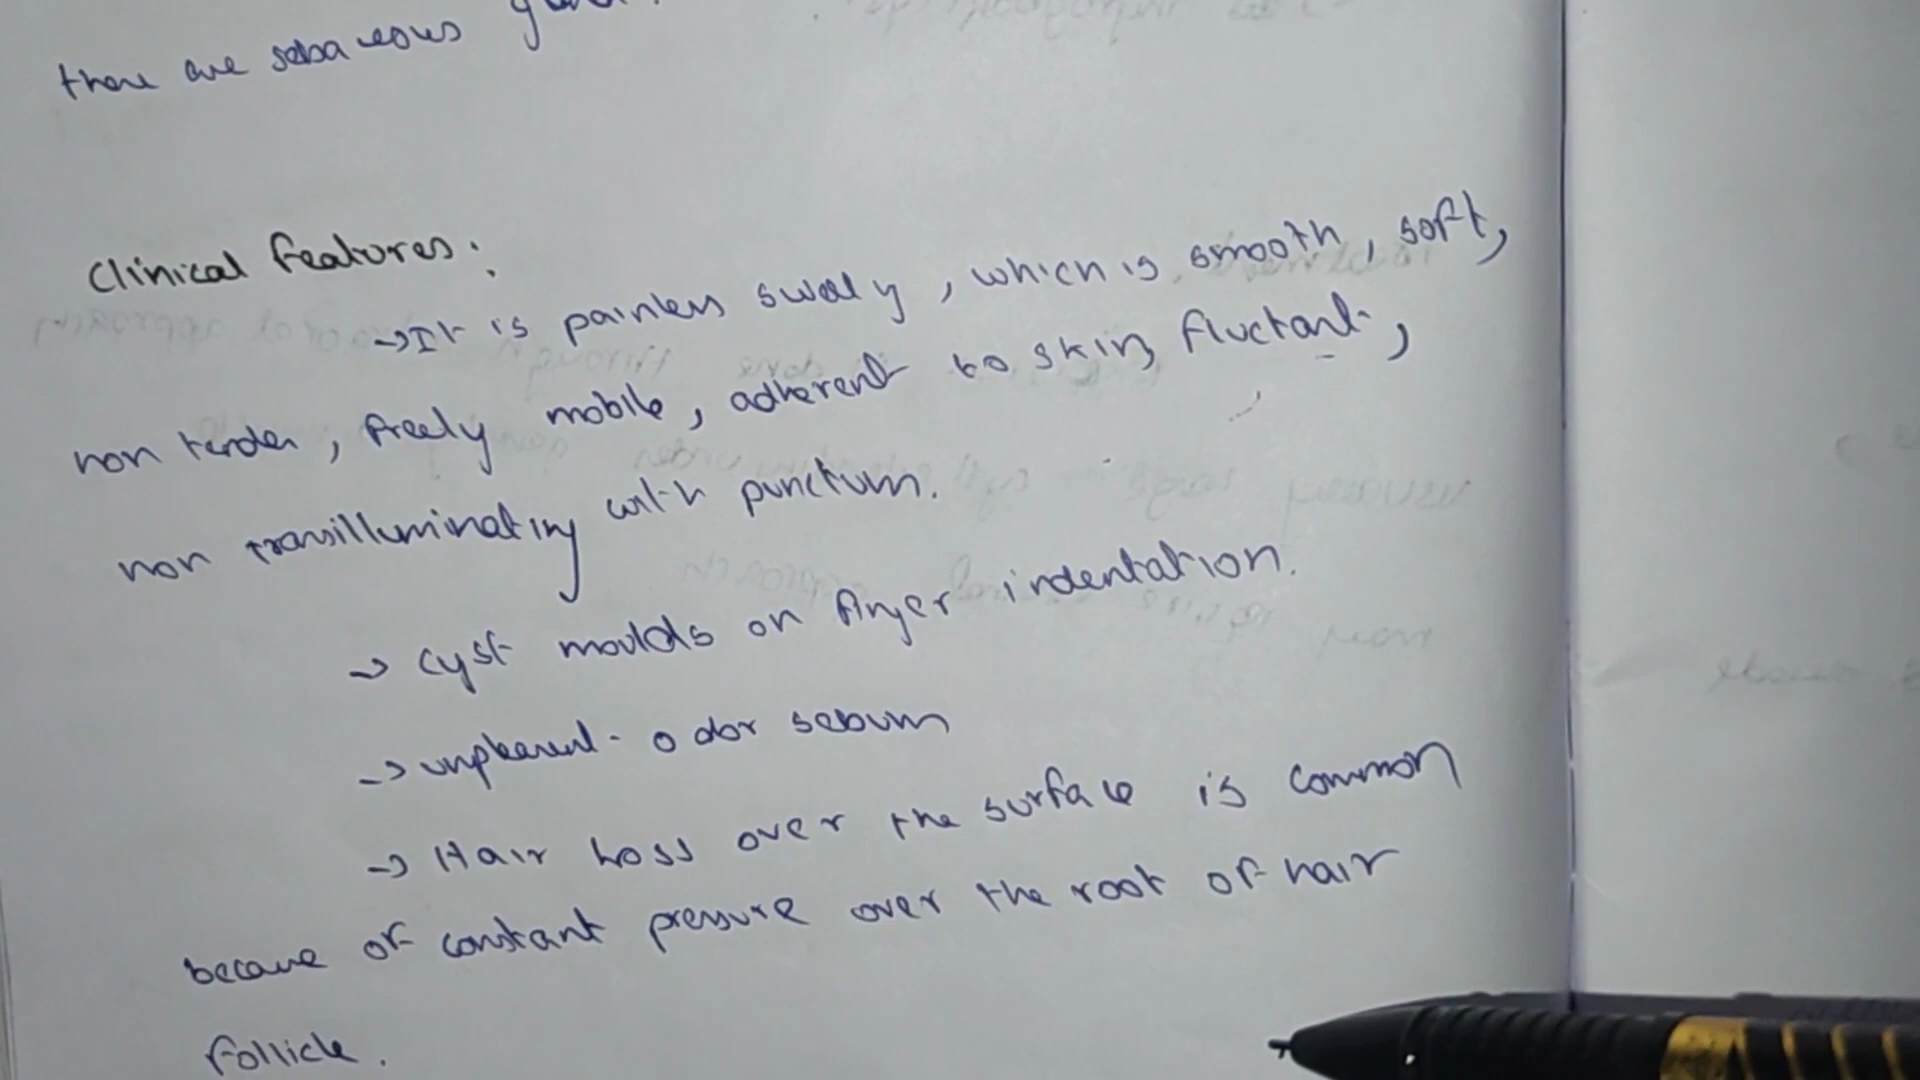 there are sebaceous
Clinical features:
→It is painless swelly, which is smooth, soft,
non tender, freely mobile, adherent to skin, fluctant,
non transilluminating with punctum.
→ cyst moulds on finger indentation.
→ unpleasent odor sebum
→ Hair loss over the surface is common
because of constant pressure over the root of hair
follicle.